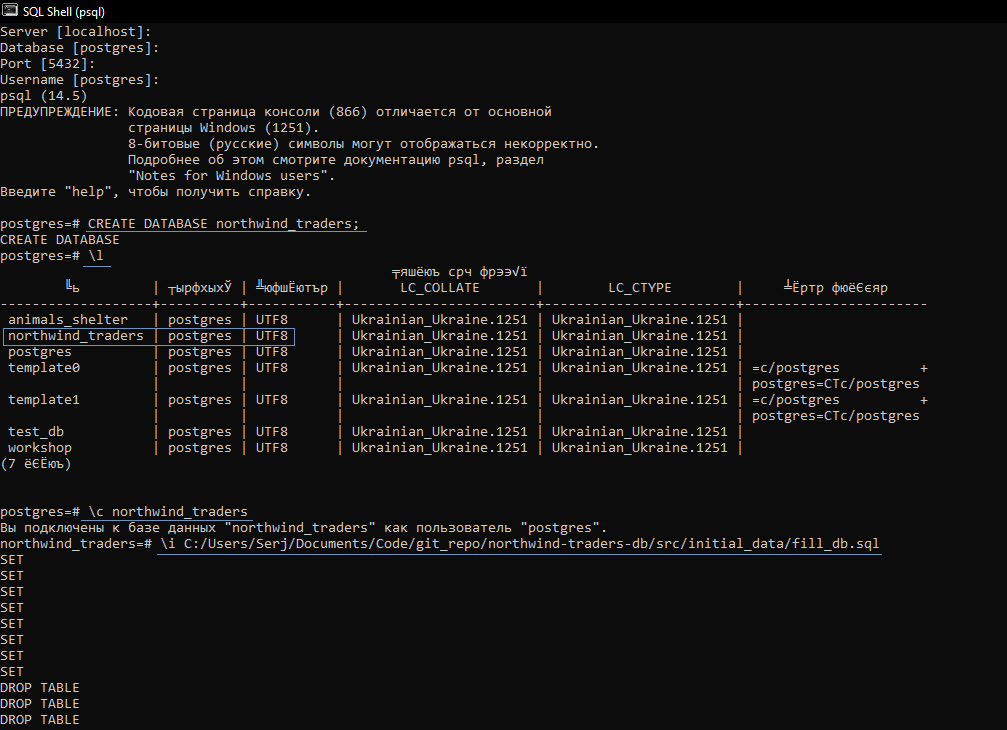 SQL Shell (psql)
Server [localhost]:
Database [postgres]:
Port [5432]:
Username [postgres]:
psql (14.5)
ПРЕДУПРЕЖДЕНИЕ: Кодовая страница консоли (866) отличается от основной
страницы Windows (1251).
8-битовые (русские) символы могут отображаться некорректно.
Подробнее об этом смотрите документацию psql, раздел
"Notes for Windows users".
Введите "help", чтобы получить справку.
postgres=# CREATE DATABASE northwind_traders;
CREATE DATABASE
postgres=# \l
╤яшёюъ срч фрээ√ї
╚ь | ┬ырфхыхЎ | ╩юфшЁютър | LC_COLLATE | LC_CTYPE | ╧Ёртр фюёЄєяр
-------------------+----------+-----------+------------------------+------------------------+-----------------------
animals_shelter | postgres | UTF8 | Ukrainian_Ukraine.1251 | Ukrainian_Ukraine.1251 |
northwind_traders | postgres | UTF8 | Ukrainian_Ukraine.1251 | Ukrainian_Ukraine.1251 |
postgres | postgres | UTF8 | Ukrainian_Ukraine.1251 | Ukrainian_Ukraine.1251 |
template0 | postgres | UTF8 | Ukrainian_Ukraine.1251 | Ukrainian_Ukraine.1251 | =c/postgres +
| | | | | postgres=CTc/postgres
template1 | postgres | UTF8 | Ukrainian_Ukraine.1251 | Ukrainian_Ukraine.1251 | =c/postgres +
| | | | | postgres=CTc/postgres
test_db | postgres | UTF8 | Ukrainian_Ukraine.1251 | Ukrainian_Ukraine.1251 |
workshop | postgres | UTF8 | Ukrainian_Ukraine.1251 | Ukrainian_Ukraine.1251 |
(7 ёЄЁюъ)
postgres=# \c northwind_traders
Вы подключены к базе данных "northwind_traders" как пользователь "postgres".
northwind_traders=# \i C:/Users/Serj/Documents/Code/git_repo/northwind-traders-db/src/initial_data/fill_db.sql
SET
SET
SET
SET
SET
SET
SET
SET
DROP TABLE
DROP TABLE
DROP TABLE